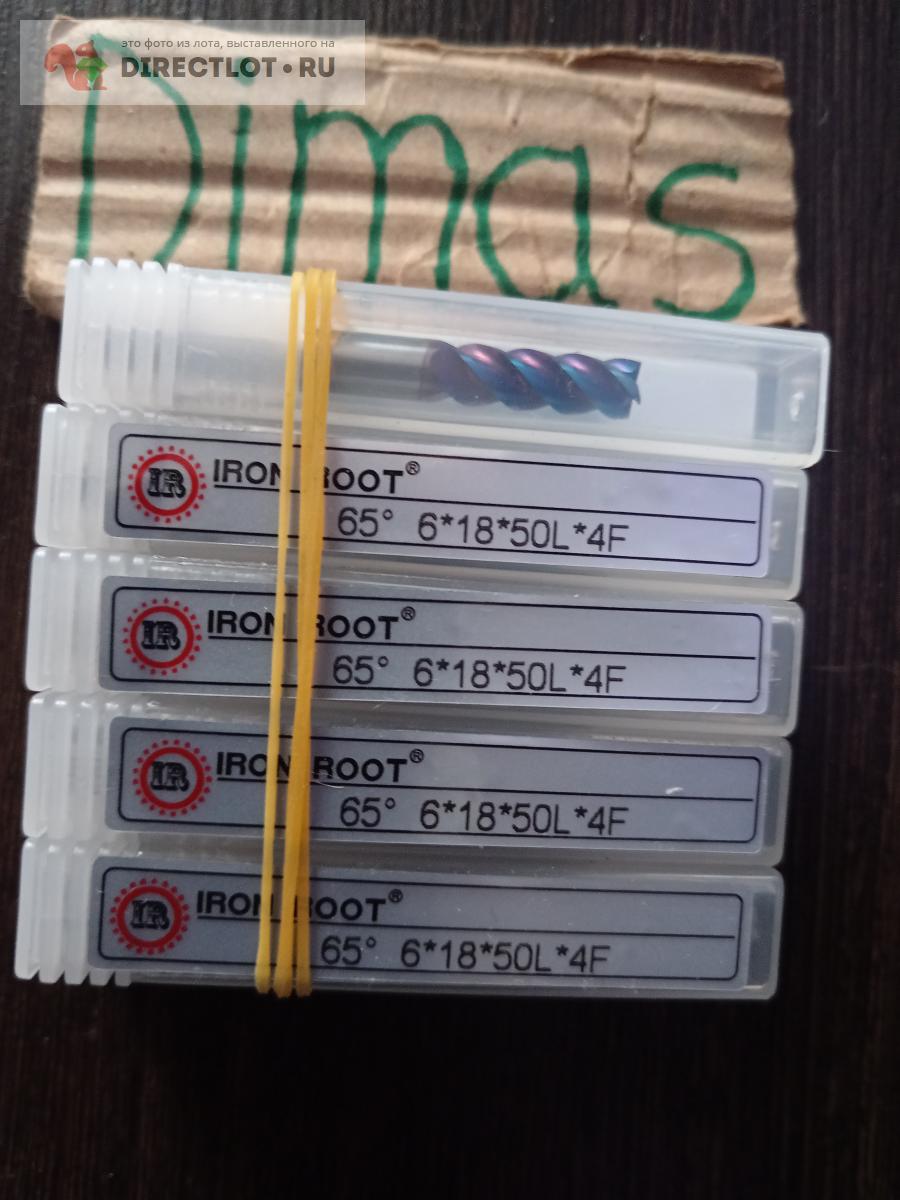 это фото из лота, выставленного на
DIRECTLOT•RU
Dimas
IR IRON ROOT®
65° 6*18*50L*4F
IR IRON ROOT®
65° 6*18*50L*4F
IR IRON ROOT®
65° 6*18*50L*4F
IR IRON ROOT®
65° 6*18*50L*4F